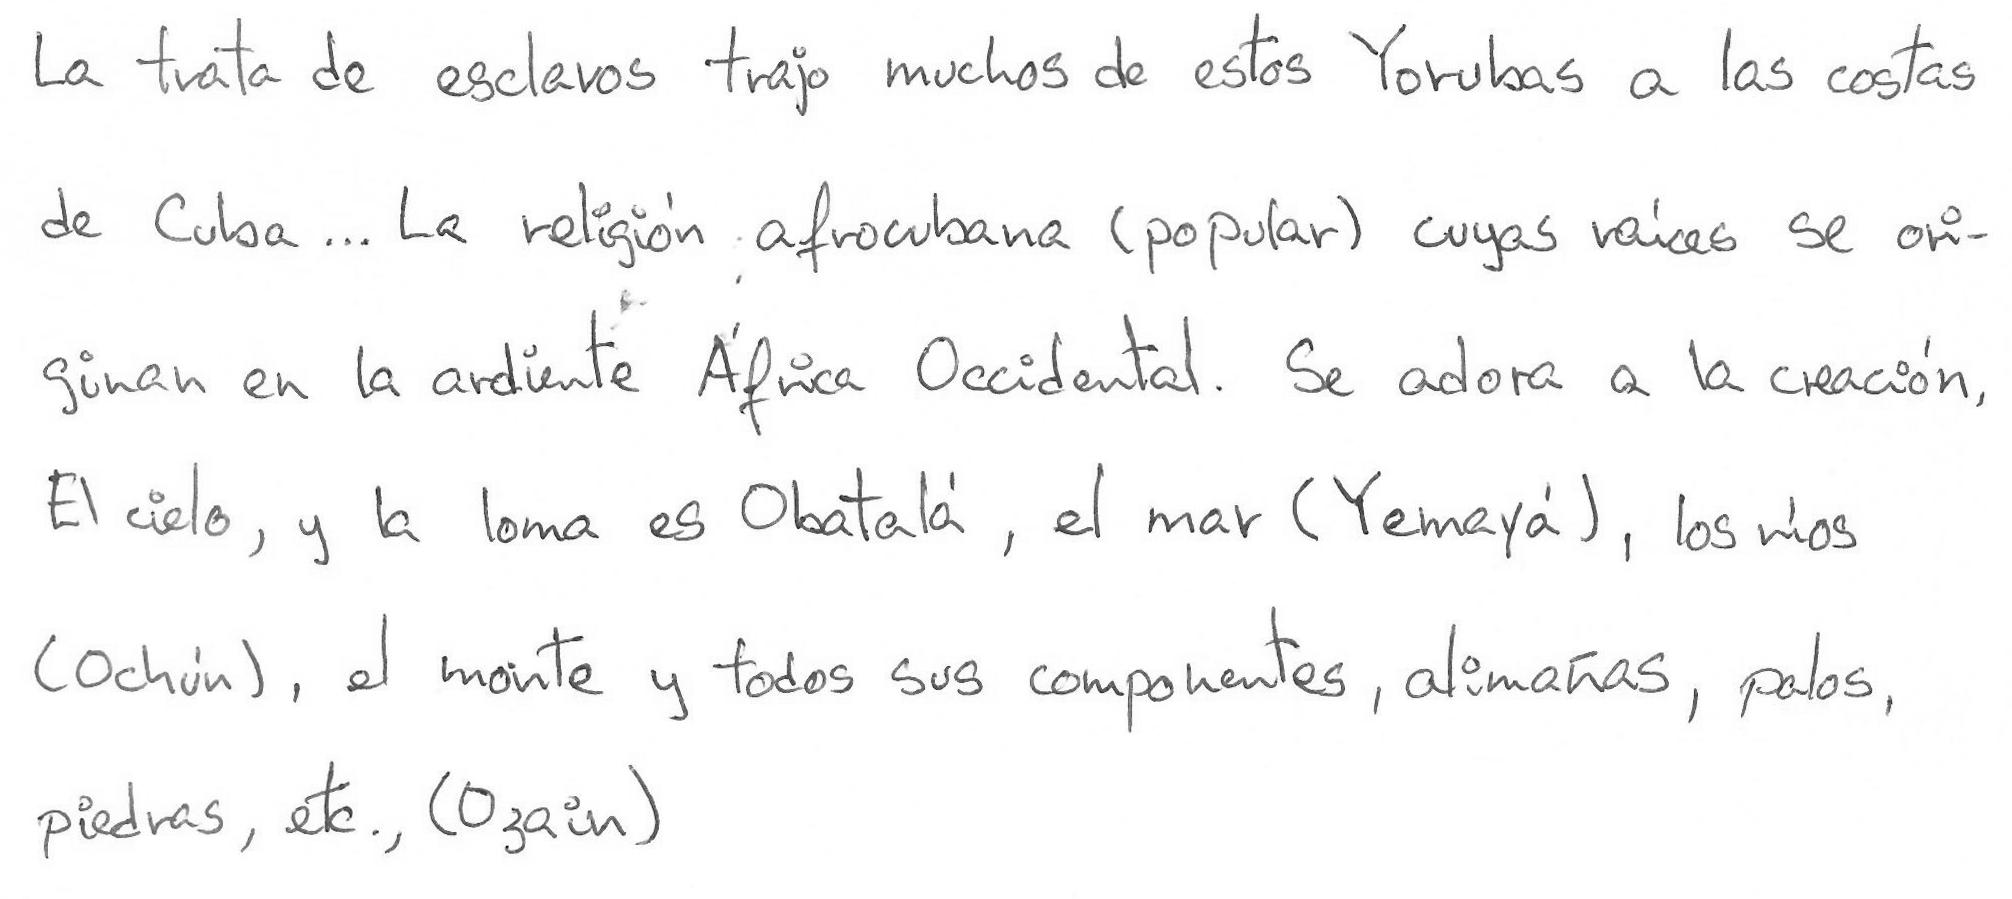 La trata de esclavos trajo muchos de estos Yorubas a las costas
de Cuba... La religión afrocubana (popular) cuyas raíces se ori-
ginan en la ardiente África Occidental. Se adora a la creación,
El cielo, y la loma es Obatalá, el mar (Yemayá), los ríos
(Ochún), el monte y todos sus componentes, alimañas, palos,
piedras, etc., (Ozain)